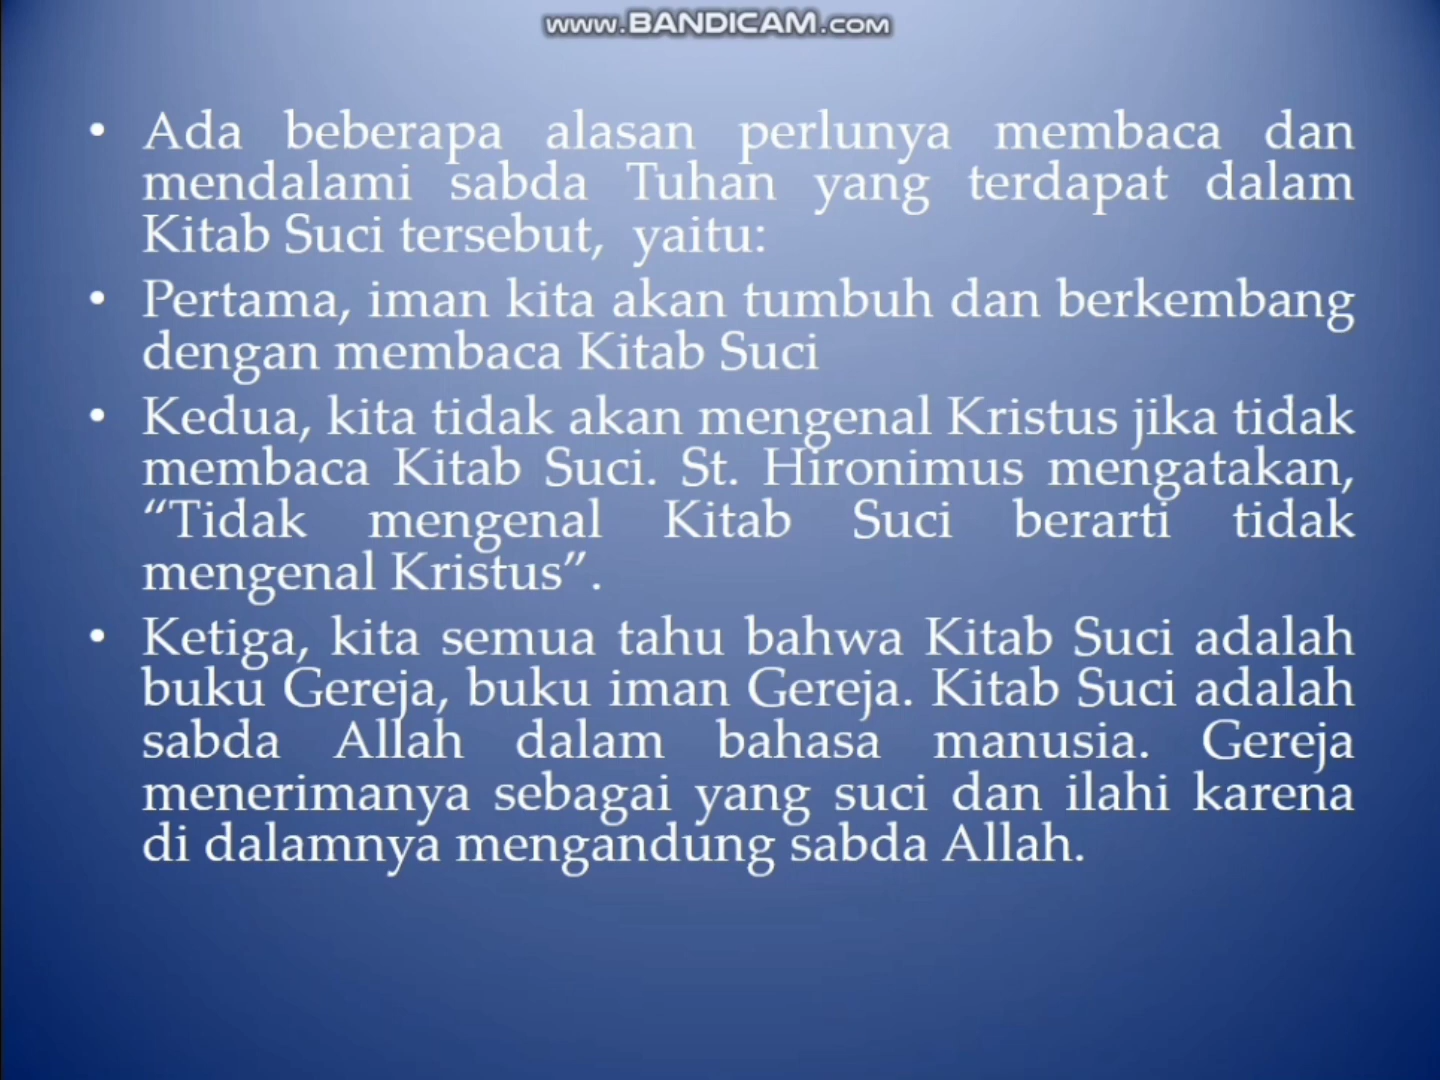 www.BANDICAM.com
• Ada beberapa alasan perlunya membaca dan
mendalami sabda Tuhan yang terdapat dalam
Kitab Suci tersebut, yaitu:
• Pertama, iman kita akan tumbuh dan berkembang
dengan membaca Kitab Suci
• Kedua, kita tidak akan mengenal Kristus jika tidak
membaca Kitab Suci. St. Hironimus mengatakan,
“Tidak mengenal Kitab Suci berarti tidak
mengenal Kristus”.
• Ketiga, kita semua tahu bahwa Kitab Suci adalah
buku Gereja, buku iman Gereja. Kitab Suci adalah
sabda Allah dalam bahasa manusia. Gereja
menerimanya sebagai yang suci dan ilahi karena
di dalamnya mengandung sabda Allah.